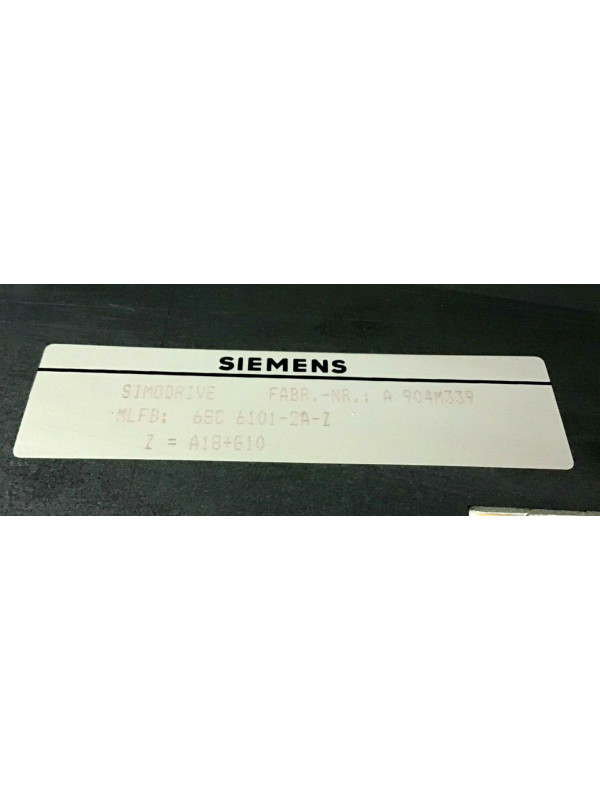 SIEMENS
SIMODRIVE FABR.-NR.: A 904M339
MLFB: 6SC 6101-2A-Z
Z = A18+G10